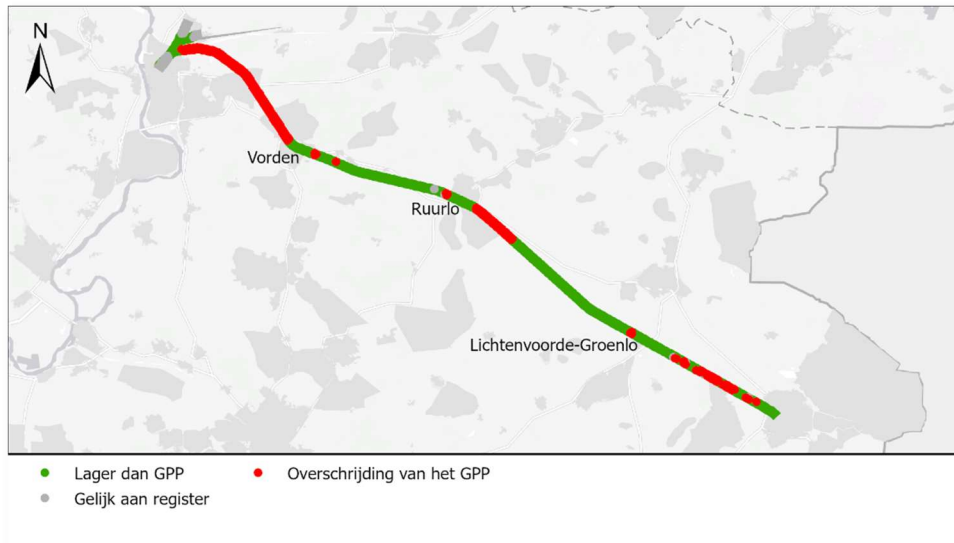 N
Vorden
Ruurlo
Lichtenvoorde-Groenlo
Lager dan GPP
Overschrijding van het GPP
Gelijk aan register